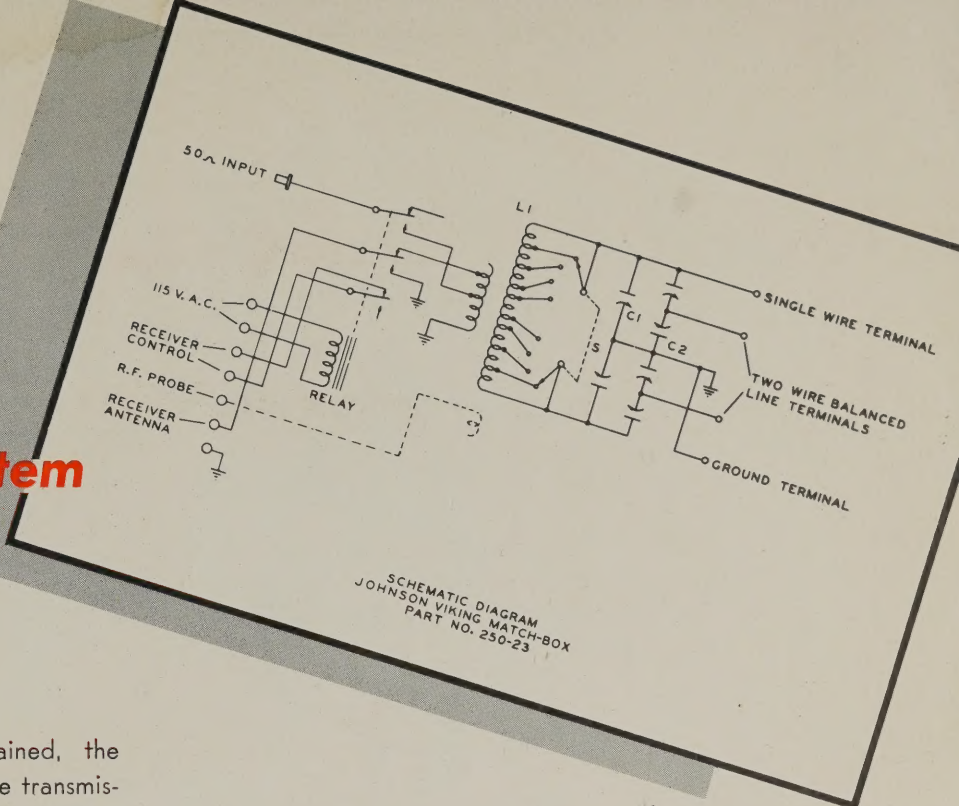 50Ω INPUT
L1
115 V. A.C.
RECEIVER
CONTROL
R.F. PROBE
RECEIVER
ANTENNA
RELAY
S
C1
C2
SINGLE WIRE TERMINAL
TWO WIRE BALANCED
LINE TERMINALS
GROUND TERMINAL
SCHEMATIC DIAGRAM
JOHNSON VIKING MATCH-BOX
PART NO. 250-23
tem
ained, the
e transmis-